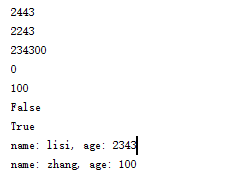 2443
2243
234300
0
100
False
True
name: lisi, age: 2343
name: zhang, age: 100